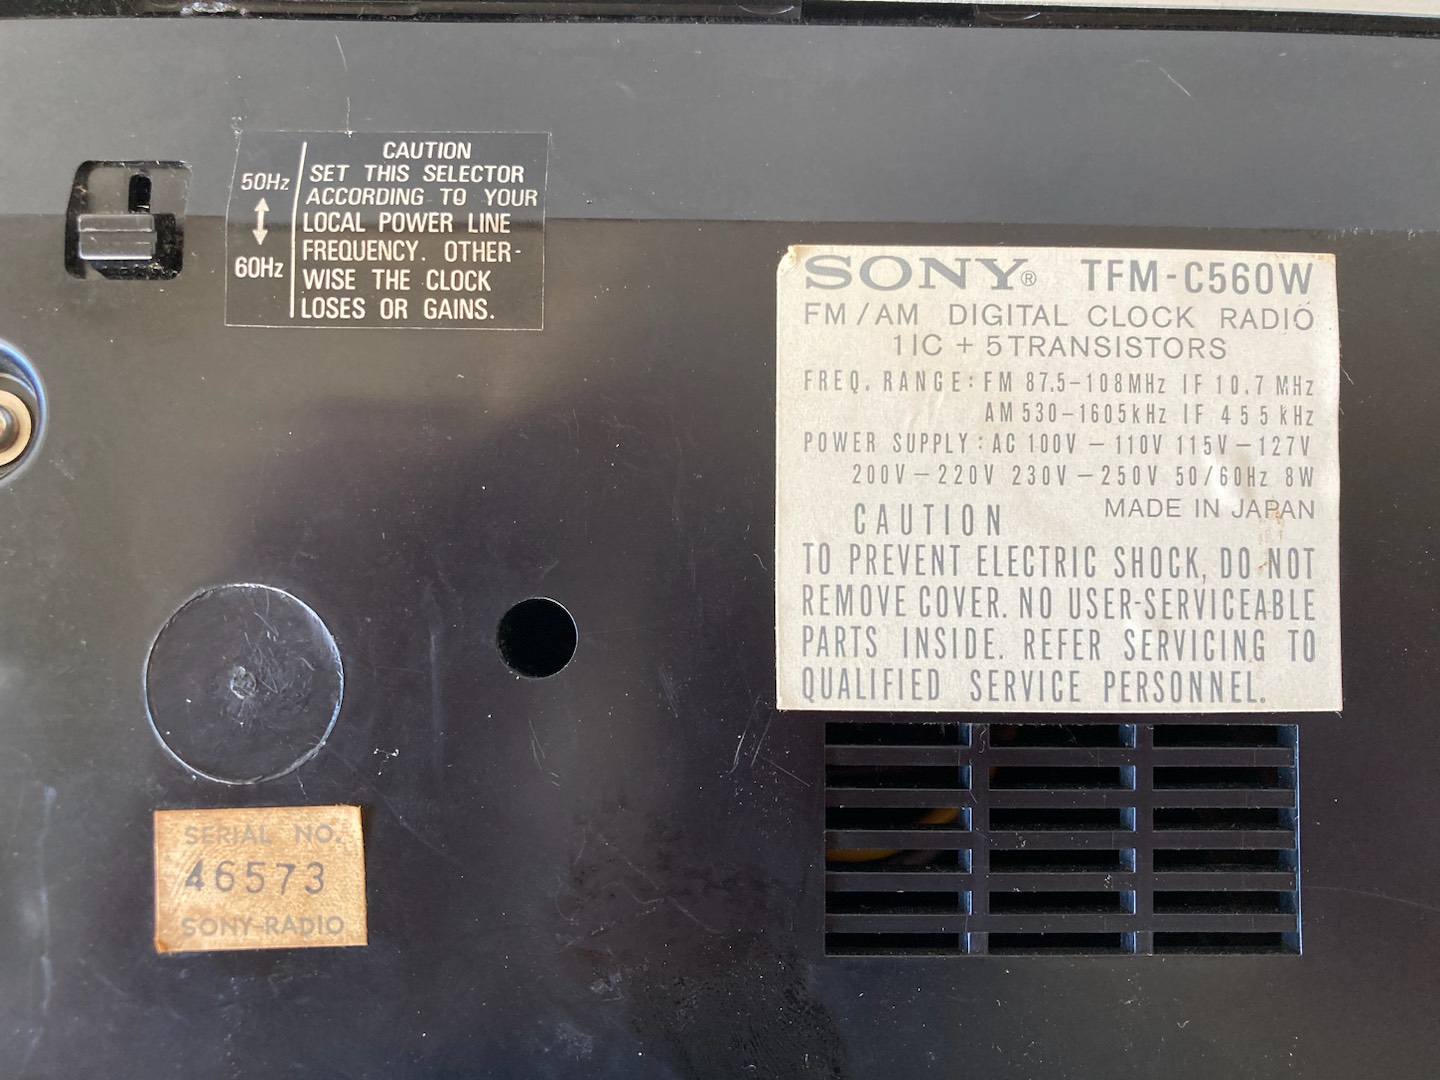 CAUTION
50Hz SET THIS SELECTOR
ACCORDING TO YOUR
LOCAL POWER LINE
FREQUENCY. OTHER-
60Hz WISE THE CLOCK
LOSES OR GAINS.
SONY® TFM-C560W
FM/AM DIGITAL CLOCK RADIO
1IC + 5TRANSISTORS
FREQ. RANGE: FM 87.5-108MHz IF 10.7 MHz
AM 530-1605kHz IF 455 kHz
POWER SUPPLY: AC 100V - 110V 115V - 127V
200V - 220V 230V - 250V 50/60Hz 8W
MADE IN JAPAN
CAUTION
TO PREVENT ELECTRIC SHOCK, DO NOT
REMOVE COVER. NO USER-SERVICEABLE
PARTS INSIDE. REFER SERVICING TO
QUALIFIED SERVICE PERSONNEL.
SERIAL NO.
46573
SONY RADIO